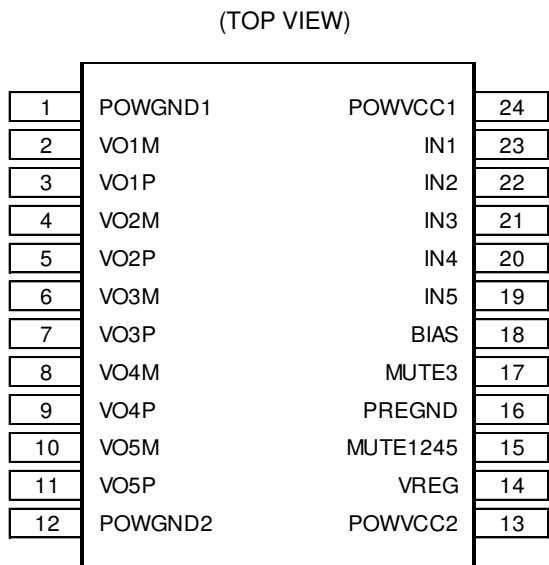 (TOP VIEW)
1 POWGND1 POWVCC1 24
2 VO1M IN1 23
3 VO1P IN2 22
4 VO2M IN3 21
5 VO2P IN4 20
6 VO3M IN5 19
7 VO3P BIAS 18
8 VO4M MUTE3 17
9 VO4P PREGND 16
10 VO5M MUTE1245 15
11 VO5P VREG 14
12 POWGND2 POWVCC2 13